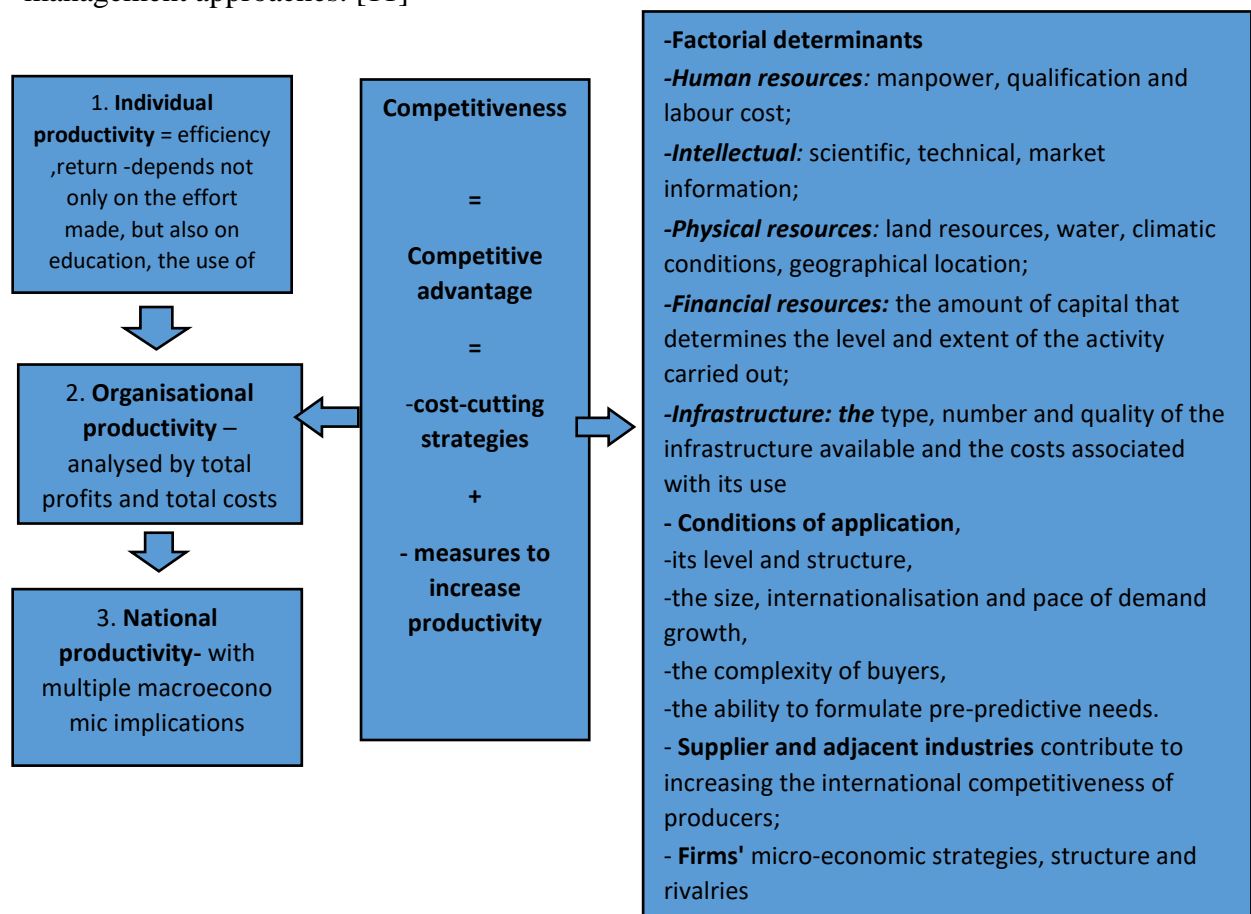 management approaches. [11]
1. Individual
productivity = efficiency
,return -depends not
only on the effort
made, but also on
education, the use of
2. Organisational
productivity –
analysed by total
profits and total costs
3. National
productivity- with
multiple macroecono
mic implications
Competitiveness
=
Competitive
advantage
=
-cost-cutting
strategies
+
- measures to
increase
productivity
-Factorial determinants
-Human resources: manpower, qualification and
labour cost;
-Intellectual: scientific, technical, market
information;
-Physical resources: land resources, water, climatic
conditions, geographical location;
-Financial resources: the amount of capital that
determines the level and extent of the activity
carried out;
-Infrastructure: the type, number and quality of the
infrastructure available and the costs associated
with its use
- Conditions of application,
-its level and structure,
-the size, internationalisation and pace of demand
growth,
-the complexity of buyers,
-the ability to formulate pre-predictive needs.
- Supplier and adjacent industries contribute to
increasing the international competitiveness of
producers;
- Firms' micro-economic strategies, structure and
rivalries